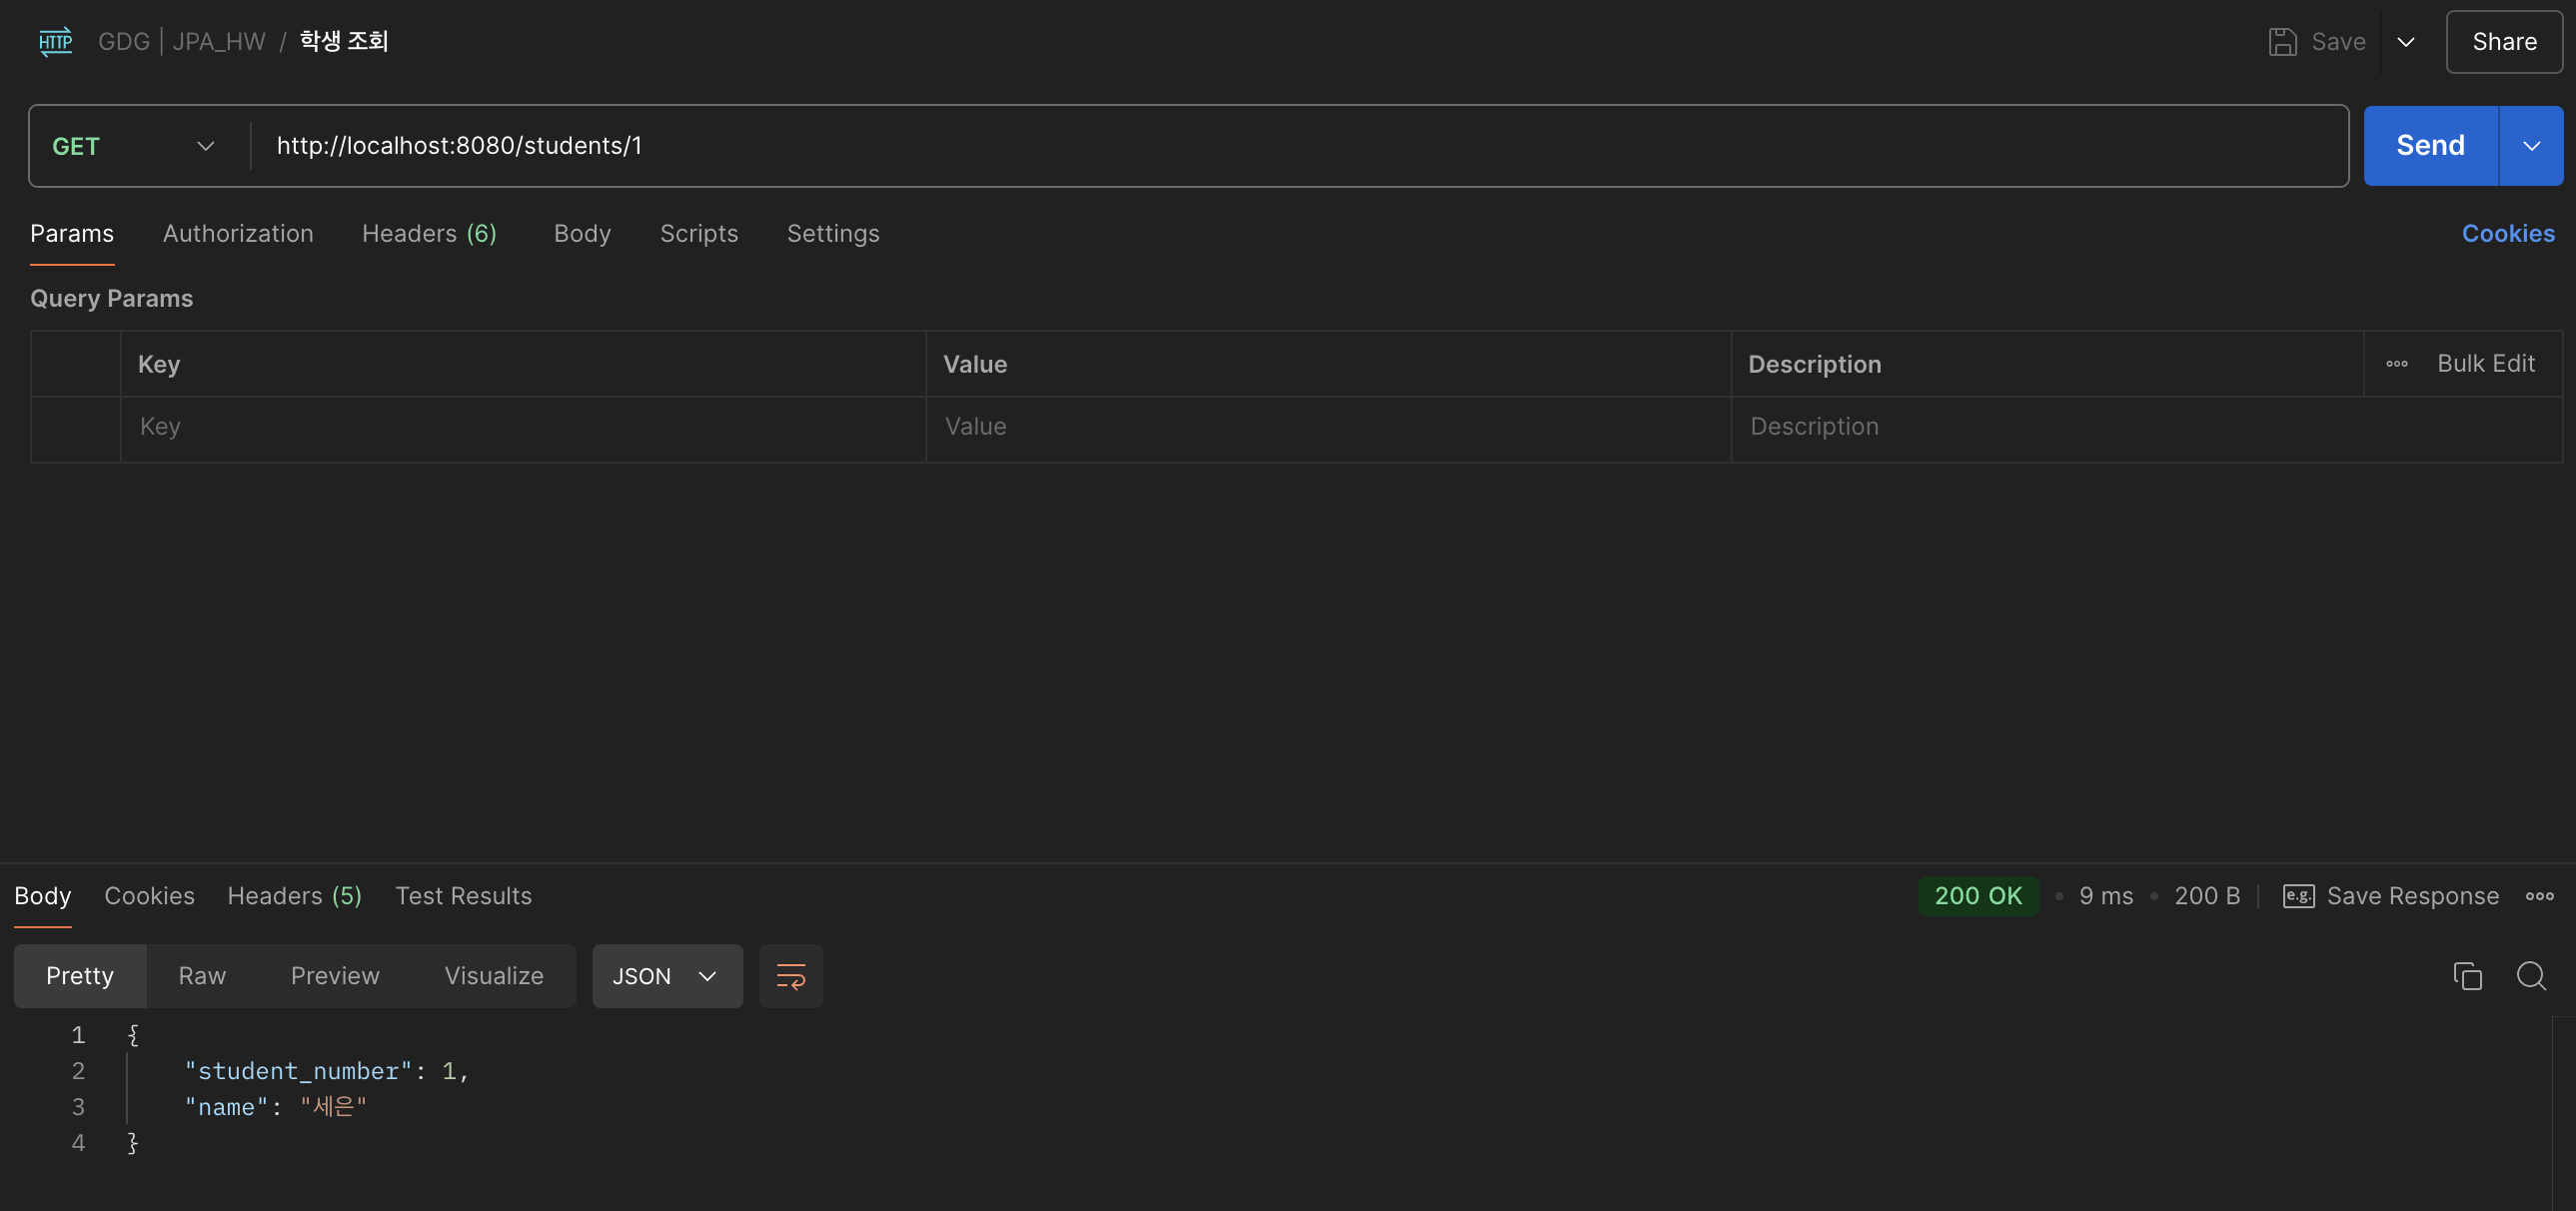 HTTP GDG | JPA_HW / 학생 조회 Save Share
GET http://localhost:8080/students/1 Send
Params Authorization Headers (6) Body Scripts Settings Cookies
Query Params
Key Value Description Bulk Edit
Key Value Description
Body Cookies Headers (5) Test Results 200 OK • 9 ms • 200 B e.g. Save Response
Pretty Raw Preview Visualize JSON
1 {
2 "student_number": 1,
3 "name": "세은"
4 }